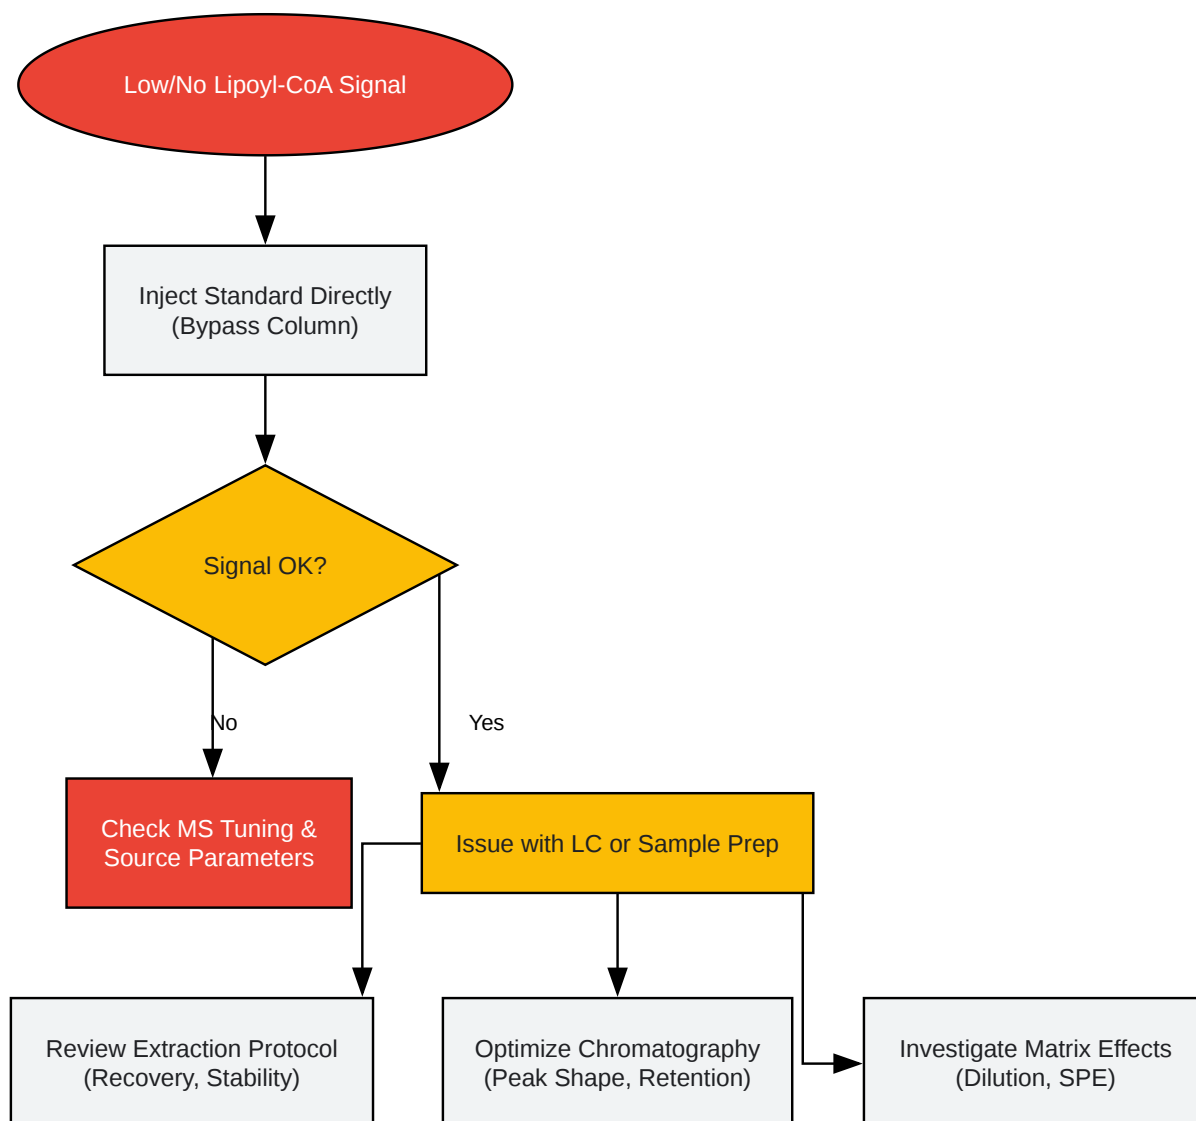 Low/No Lipoyl-CoA Signal
Inject Standard Directly
(Bypass Column)
Signal OK?
No
Yes
Check MS Tuning &
Source Parameters
Issue with LC or Sample Prep
Review Extraction Protocol
(Recovery, Stability)
Optimize Chromatography
(Peak Shape, Retention)
Investigate Matrix Effects
(Dilution, SPE)